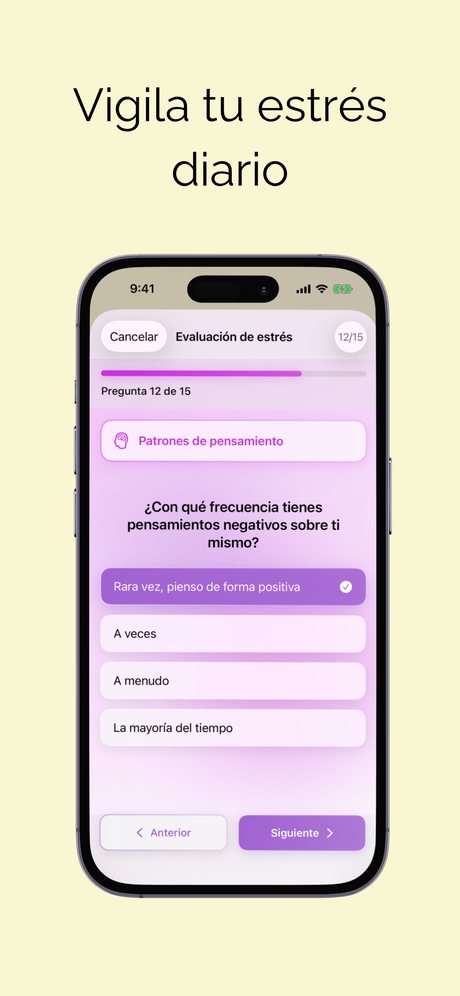 Vigila tu estrés
diario
9:41
Cancelar
Evaluación de estrés
12/15
Pregunta 12 de 15
Patrones de pensamiento
¿Con qué frecuencia tienes
pensamientos negativos sobre ti
mismo?
Rara vez, pienso de forma positiva
A veces
A menudo
La mayoría del tiempo
Anterior
Siguiente